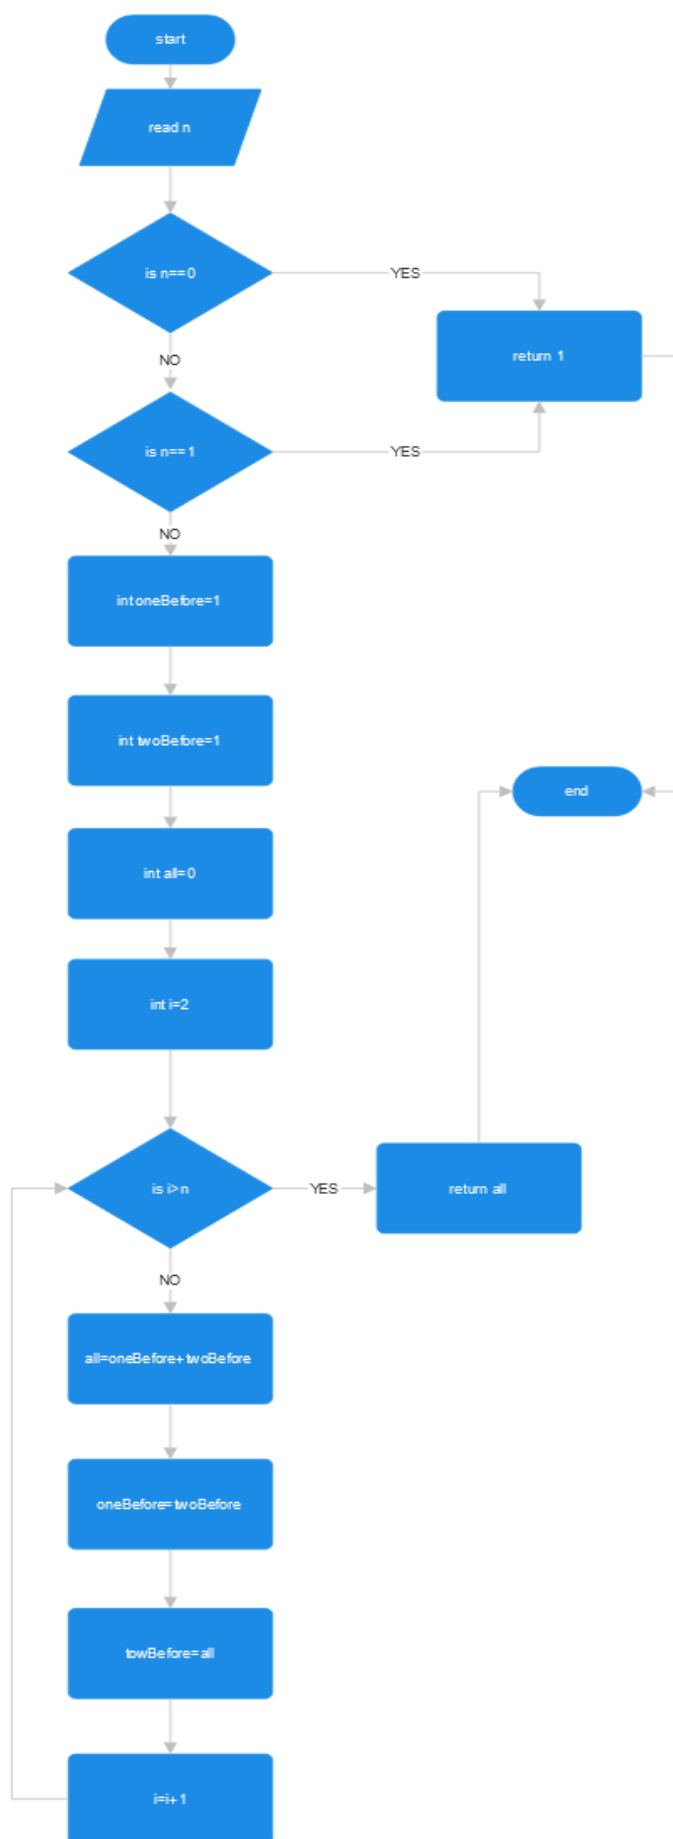 start
read n
is n==0
YES
return 1
NO
is n==1
YES
NO
int oneBefore=1
int twoBefore=1
end
int all=0
int i=2
is i>n
YES
return all
NO
all=oneBefore+twoBefore
oneBefore=twoBefore
towBefore=all
i=i+1